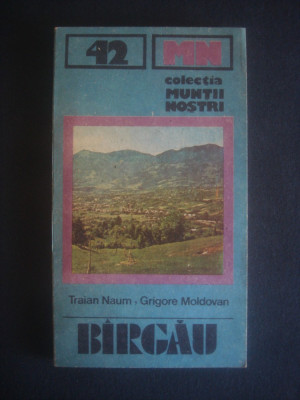 42 MN
colecția
MUNȚII
NOȘTRI
Traian Naum · Grigore Moldovan
BÎRGĂU